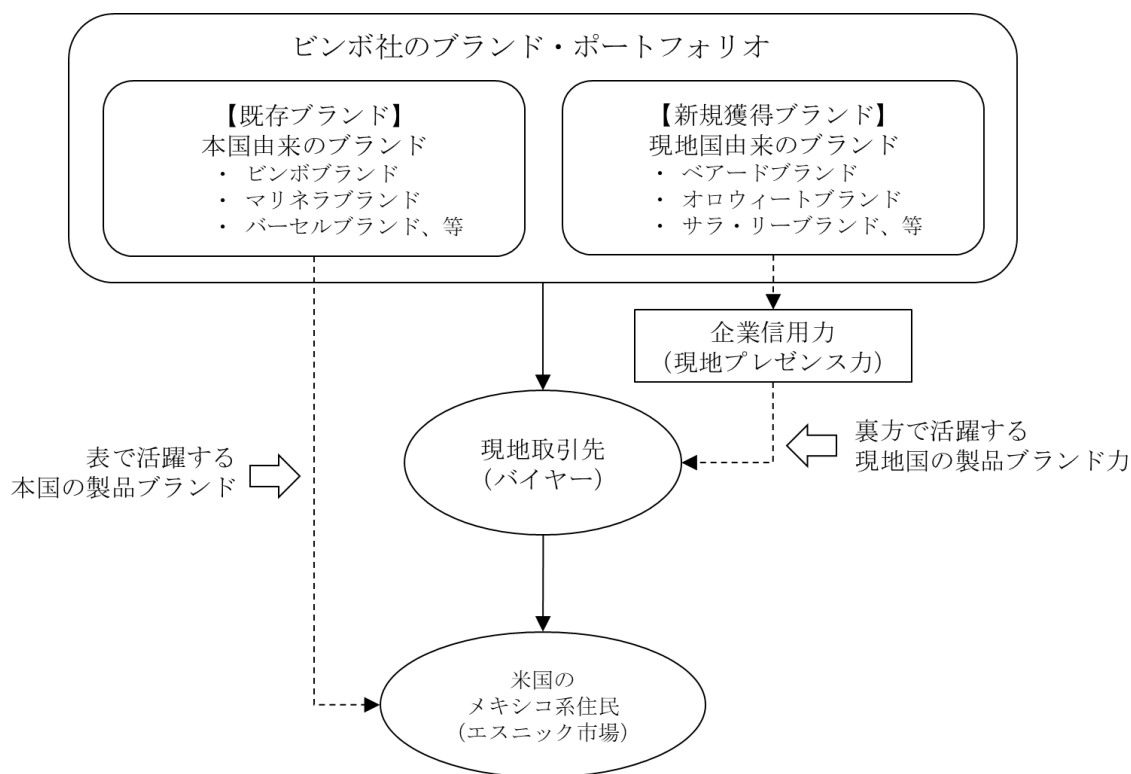 ビンボ社のブランド・ポートフォリオ
【既存ブランド】
本国由来のブランド
・ ビンボブランド
・ マリネラブランド
・ バーセルブランド、等
【新規獲得ブランド】
現地国由来のブランド
・ ベアードブランド
・ オロウィートブランド
・ サラ・リーブランド、等
企業信用力
（現地プレゼンス力）
現地取引先
（バイヤー）
表で活躍する
本国の製品ブランド
裏方で活躍する
現地国の製品ブランド力
米国の
メキシコ系住民
（エスニック市場）